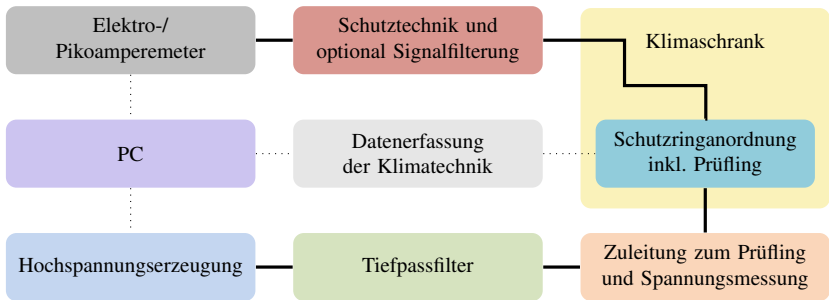 Elektro-/
Pikoamperemeter
Schutztechnik und
optional Signalfilterung
Klimaschrank
PC
Datenerfassung
der Klimatechnik
Schutzringanordnung
inkl. Prüfling
Hochspannungserzeugung
Tiefpassfilter
Zuleitung zum Prüfling
und Spannungsmessung